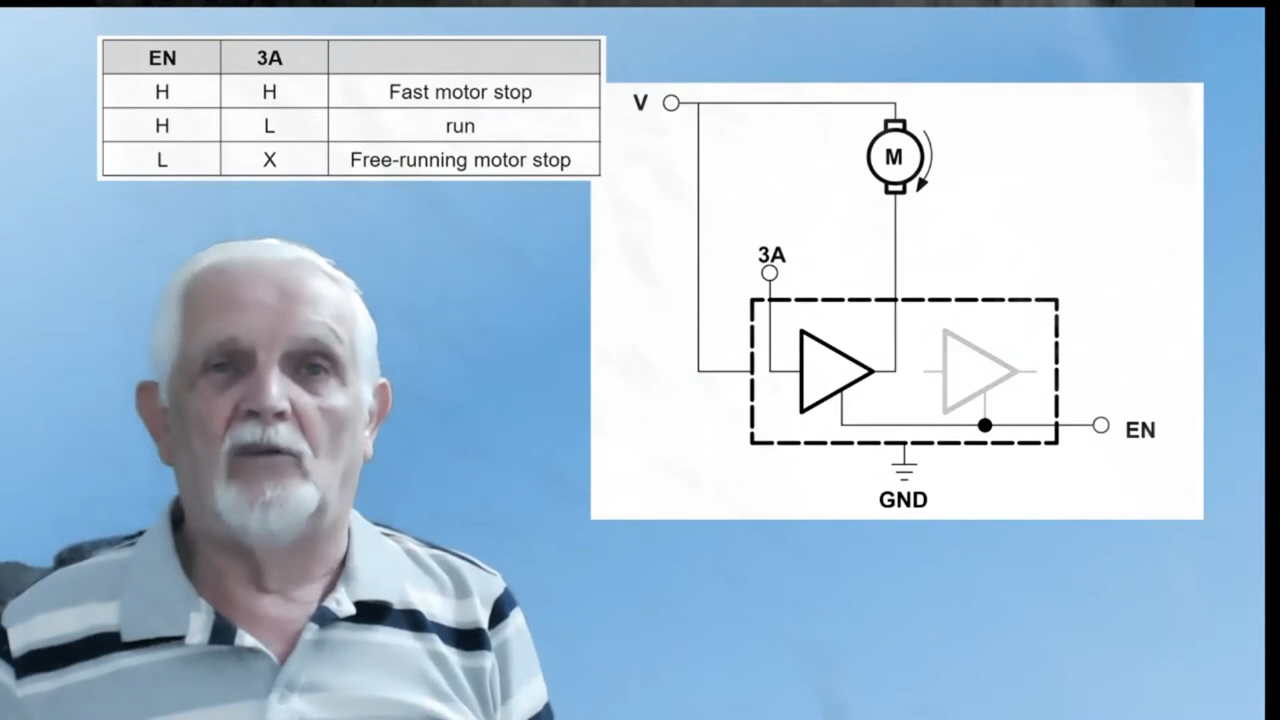 EN 3A
H H Fast motor stop
H L run
L X Free-running motor stop
V
M
3A
EN
GND